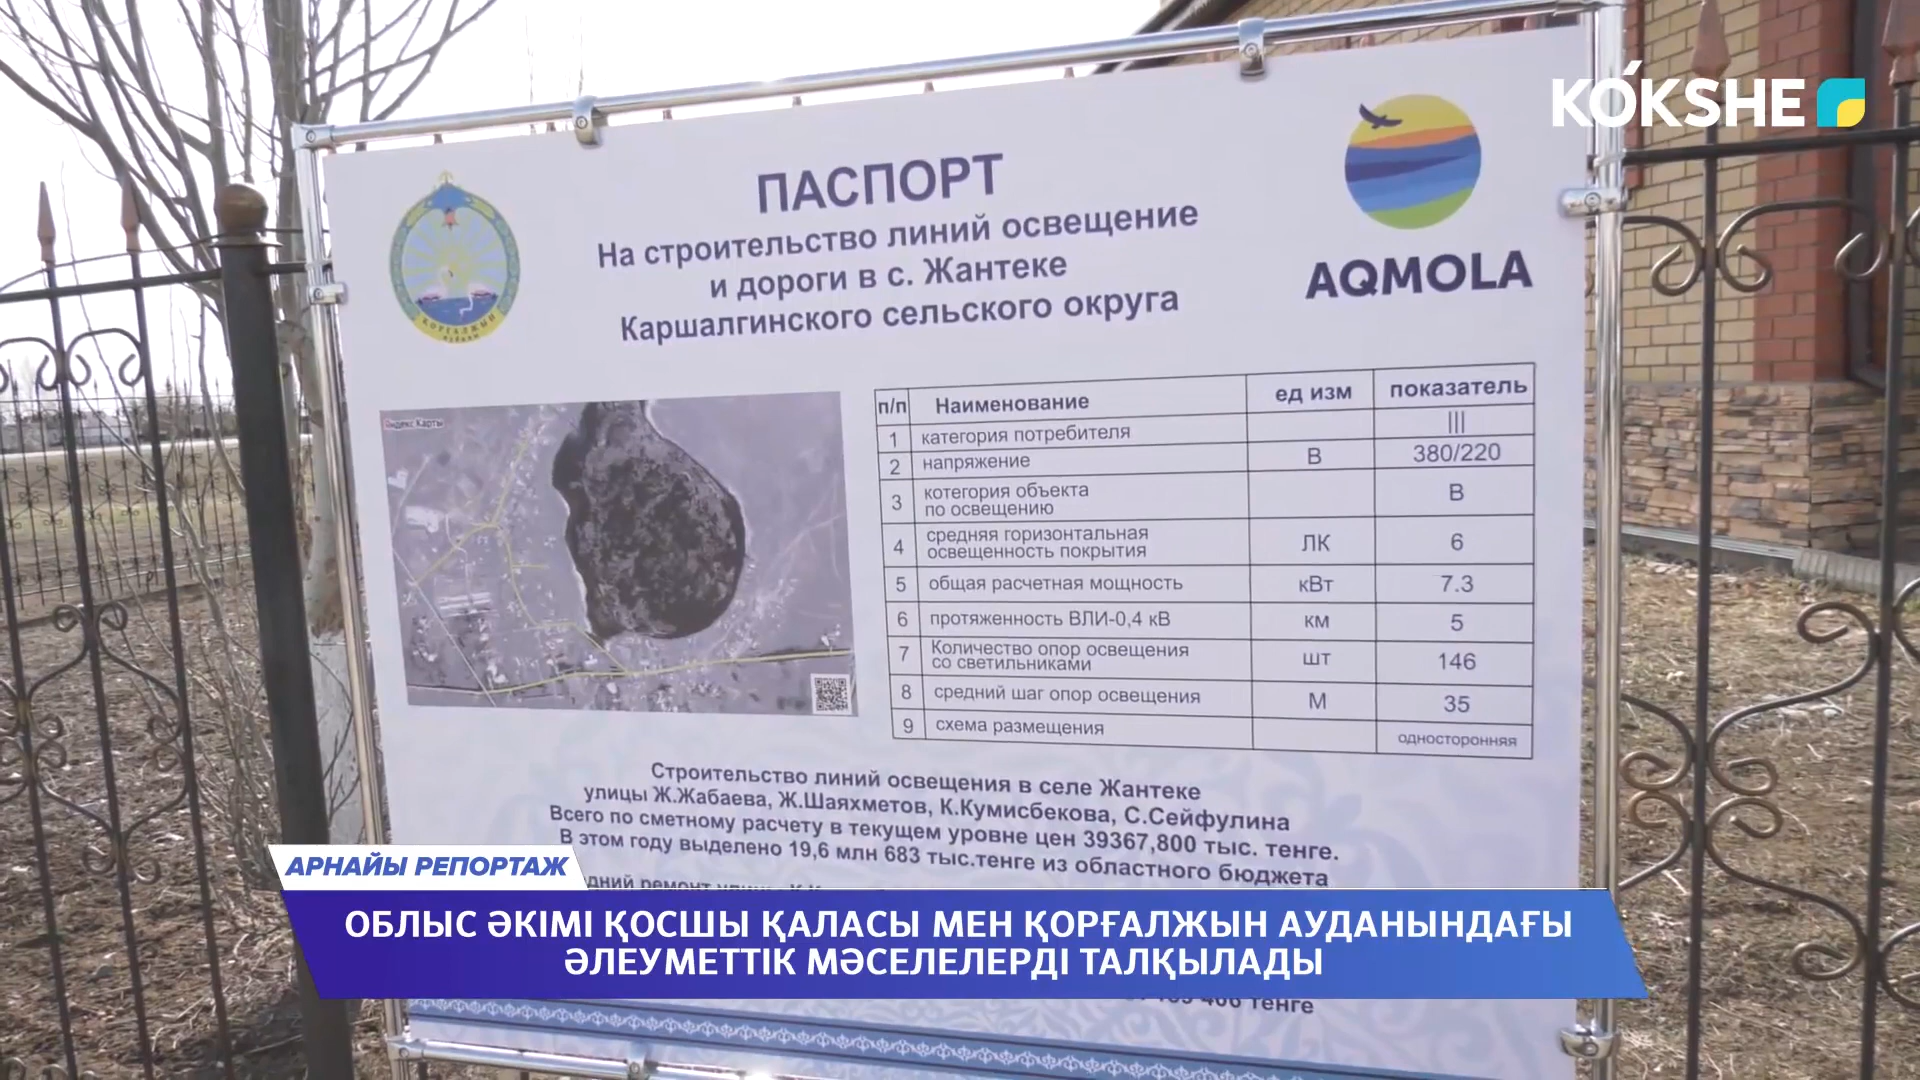 KÓKSHE
ПАСПОРТ
На строительство линий освещение
и дороги в с. Жантеке
Каршалгинского сельского округа
AQMOLA
ҚОРҒАЛЖЫН
Яндекс Карты
п/п Наименование ед изм показатель
1 категория потребителя |||
2 напряжение В 380/220
3 котегория объекта
по освещению В
4 средняя горизонтальная
освещенность покрытия ЛК 6
5 общая расчетная мощность кВт 7.3
6 протяженность ВЛИ-0,4 кВ км 5
7 Количество опор освещения
со светильниками шт 146
8 средний шаг опор освещения М 35
9 схема размещения односторонняя
Строительство линий освещения в селе Жантеке
улицы Ж.Жабаева, Ж.Шаяхметов, К.Кумисбекова, С.Сейфулина
Всего по сметному расчету в текущем уровне цен 39367,800 тыс. тенге.
В этом году выделено 19,6 млн 683 тыс.тенге из областного бюджета
АРНАЙЫ РЕПОРТАЖ
ОБЛЫС ӘКІМІ ҚОСШЫ ҚАЛАСЫ МЕН ҚОРҒАЛЖЫН АУДАНЫНДАҒЫ
ӘЛЕУМЕТТІК МӘСЕЛЕЛЕРДІ ТАЛҚЫЛАДЫ
тенге